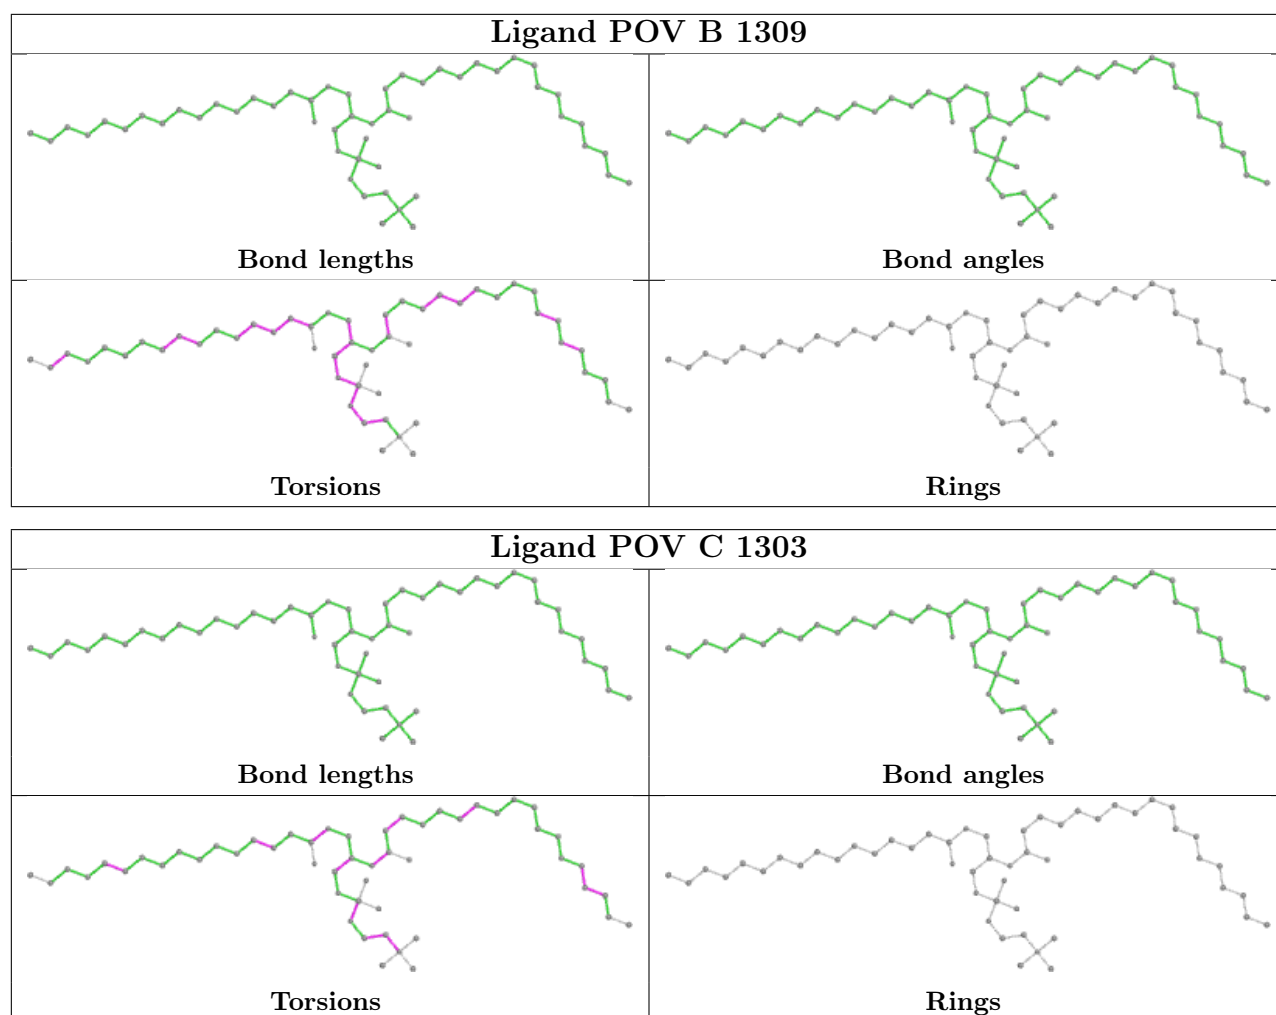 Ligand POV B 1309
Bond lengths
Bond angles
Torsions
Rings
Ligand POV C 1303
Bond lengths
Bond angles
Torsions
Rings